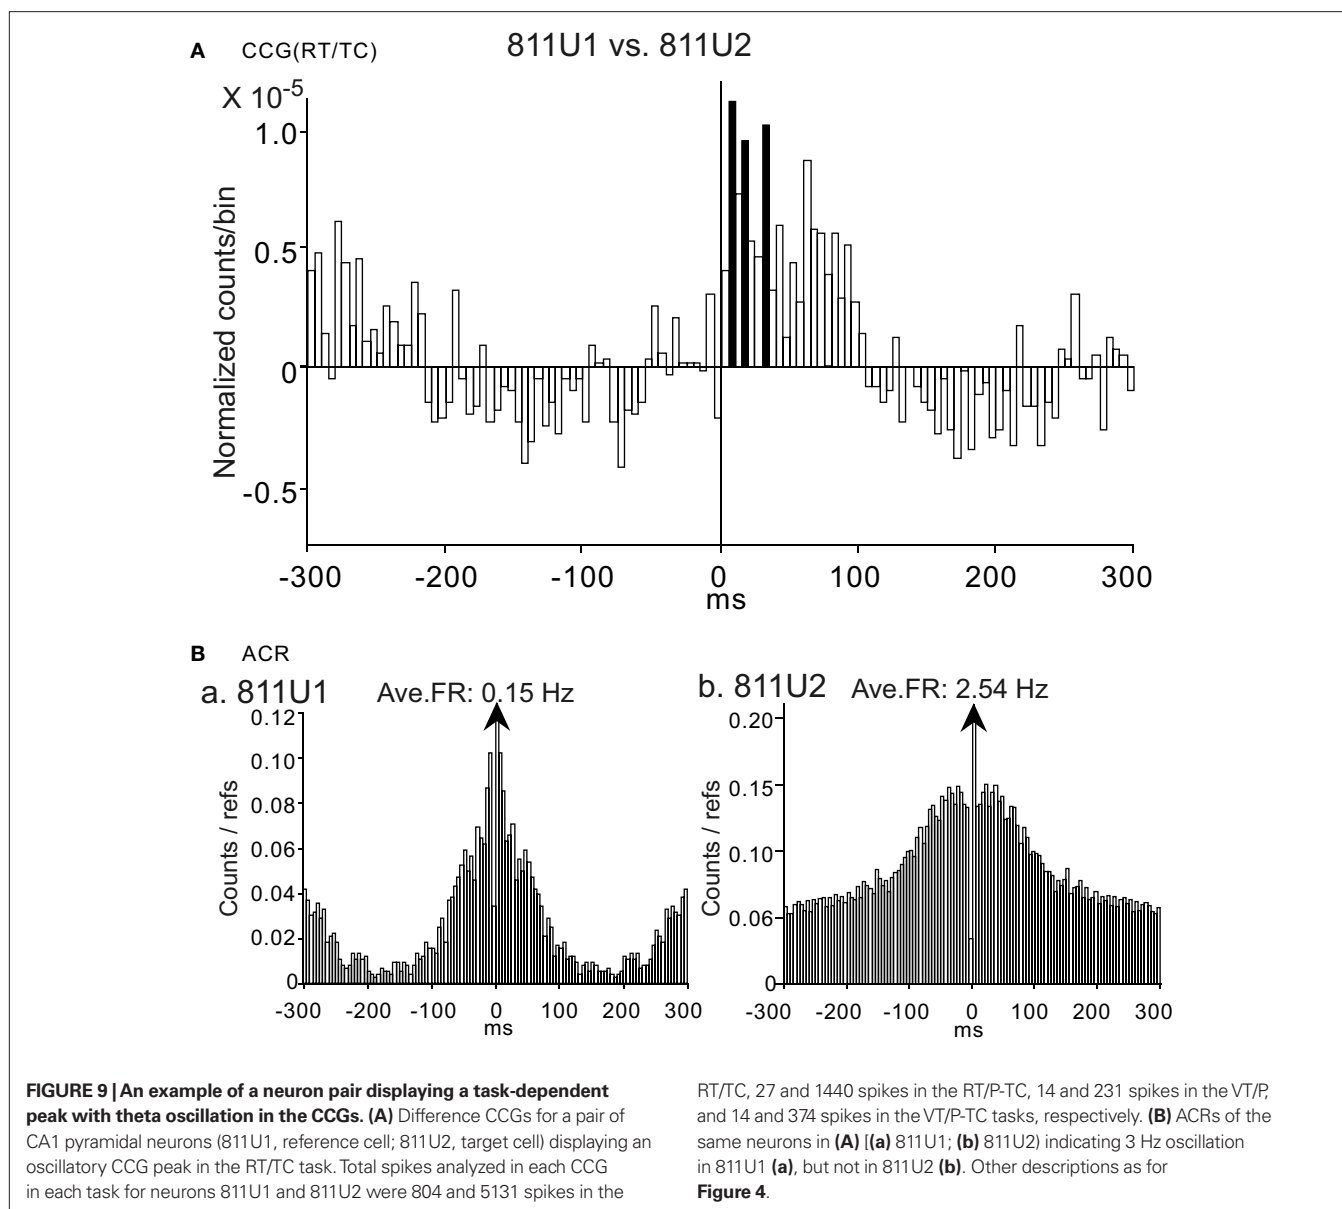 A CCG(RT/TC) 811U1 vs. 811U2
X 10-5
1.0
0.5
0
-0.5
Normalized counts/bin
-300 -200 -100 0 100 200 300
ms
B ACR
a. 811U1 Ave.FR: 0.15 Hz
0.12
0.10
0.08
0.06
0.04
0.02
0
Counts / refs
-300 -200 -100 0 100 200 300
ms
b. 811U2 Ave.FR: 2.54 Hz
0.20
0.15
0.10
0.06
0
Counts / refs
-300 -200 -100 0 100 200 300
ms
FIGURE 9 | An example of a neuron pair displaying a task-dependent
peak with theta oscillation in the CCGs. (A) Difference CCGs for a pair of
CA1 pyramidal neurons (811U1, reference cell; 811U2, target cell) displaying an
oscillatory CCG peak in the RT/TC task. Total spikes analyzed in each CCG
in each task for neurons 811U1 and 811U2 were 804 and 5131 spikes in the
RT/TC, 27 and 1440 spikes in the RT/P-TC, 14 and 231 spikes in the VT/P,
and 14 and 374 spikes in the VT/P-TC tasks, respectively. (B) ACRs of the
same neurons in (A) [(a) 811U1; (b) 811U2) indicating 3 Hz oscillation
in 811U1 (a), but not in 811U2 (b). Other descriptions as for
Figure 4.